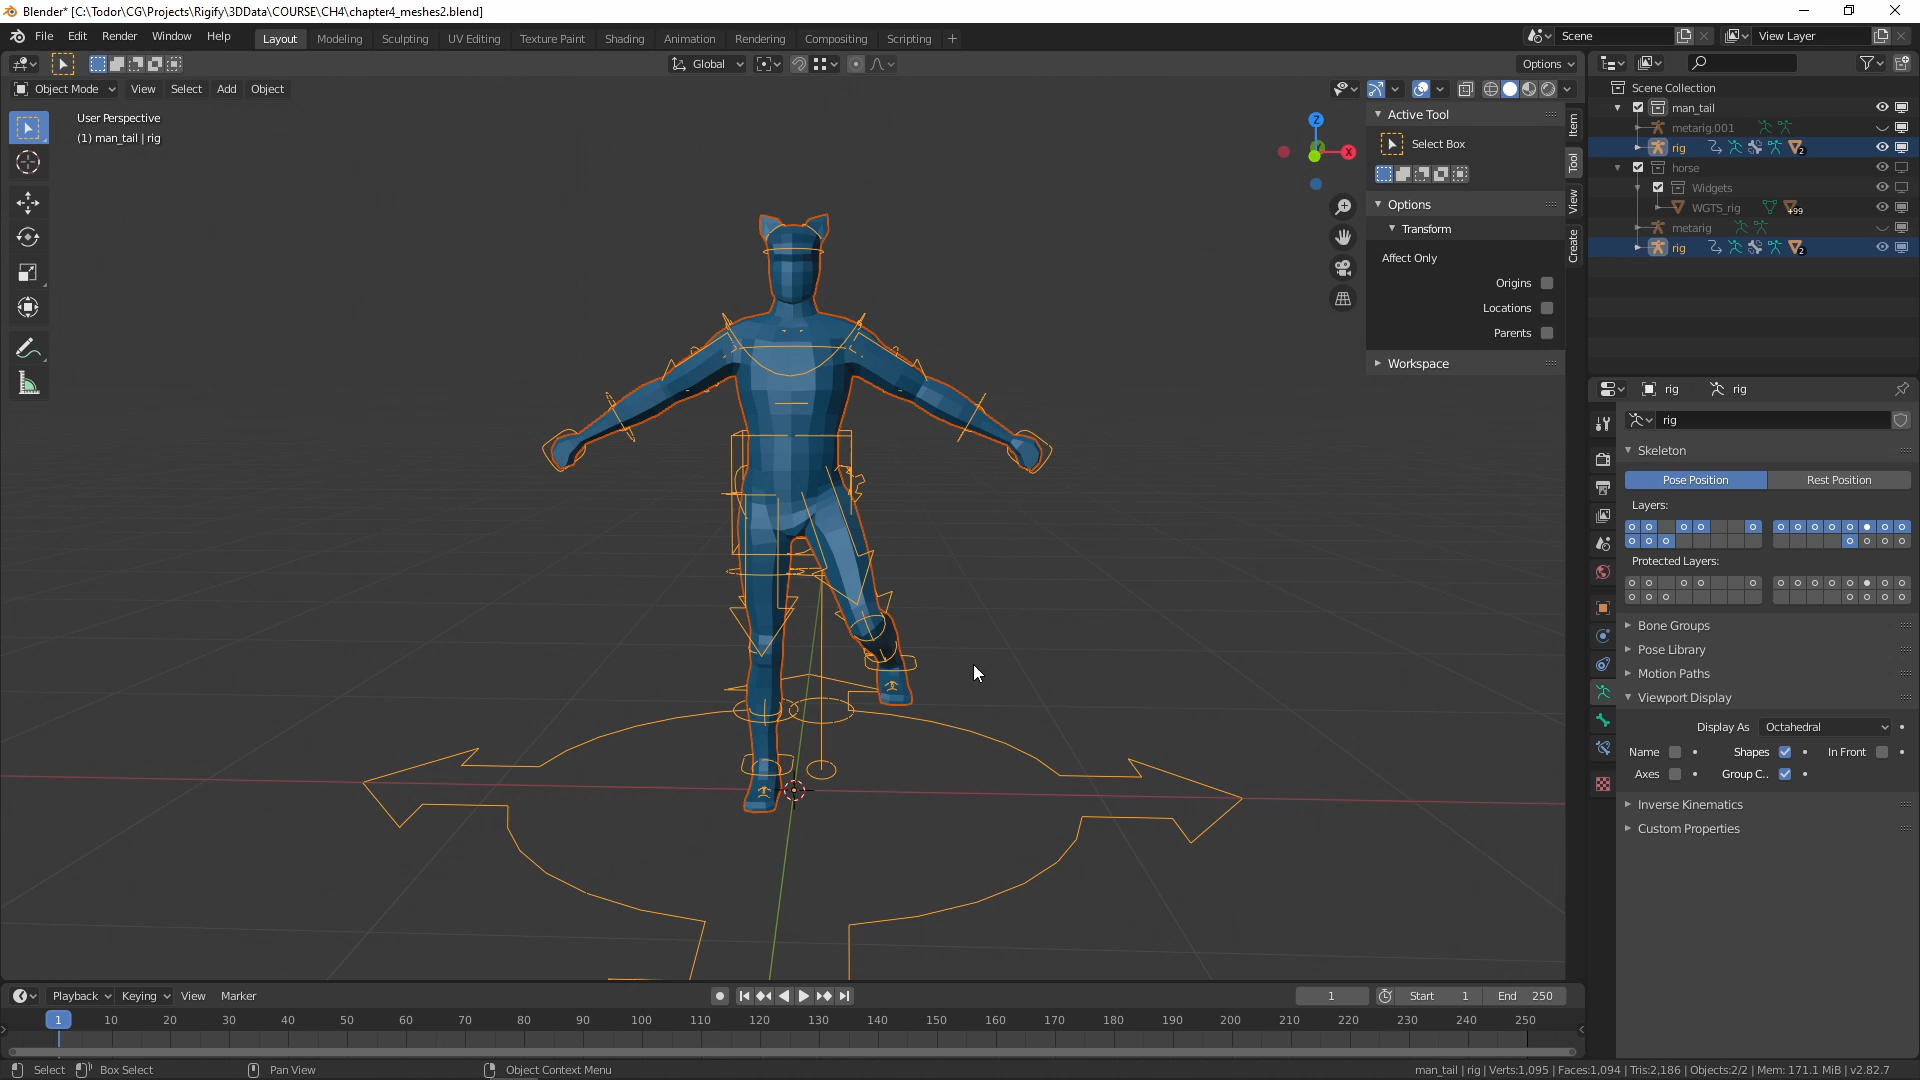 Blender* [C:\Todor\CG\Projects\Rigify\3DData\COURSE\CH4\chapter4_meshes2.blend]
File Edit Render Window Help Layout Modeling Sculpting UV Editing Texture Paint Shading Animation Rendering Compositing Scripting + Scene View Layer
Global Options
Object Mode View Select Add Object
User Perspective
(1) man_tail | rig
Z
X
Active Tool
Select Box
Options
Transform
Affect Only
Origins
Locations
Parents
Workspace
Item
Tool
View
Create
Scene Collection
man_tail
metarig.001
rig 2
horse
Widgets
WGTS_rig +99
metarig
rig 2
rig rig
rig
Skeleton
Pose Position Rest Position
Layers:
Protected Layers:
Bone Groups
Pose Library
Motion Paths
Viewport Display
Display As Octahedral
Name Shapes In Front
Axes Group C..
Inverse Kinematics
Custom Properties
Playback Keying View Marker 1 Start 1 End 250
1 10 20 30 40 50 60 70 80 90 100 110 120 130 140 150 160 170 180 190 200 210 220 230 240 250
Select Box Select Pan View Object Context Menu man_tail | rig | Verts:1,095 | Faces:1,094 | Tris:2,186 | Objects:2/2 | Mem: 171.1 MiB | v2.82.7